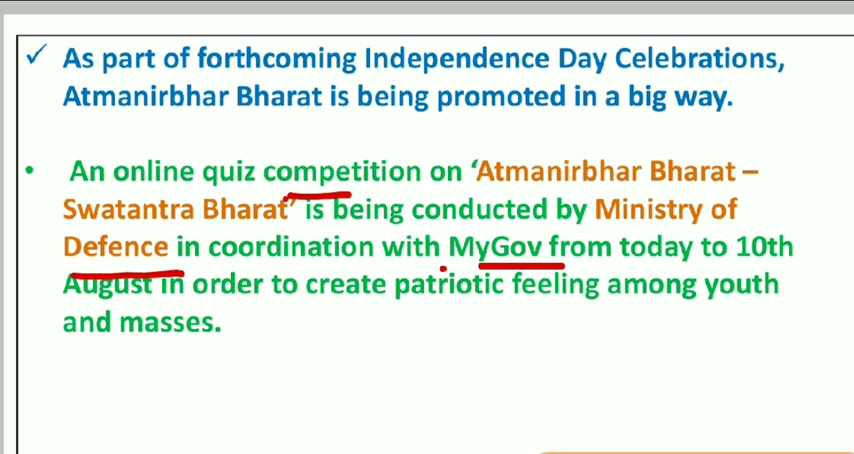 ✓ As part of forthcoming Independence Day Celebrations,
Atmanirbhar Bharat is being promoted in a big way.
• An online quiz competition on ‘Atmanirbhar Bharat –
Swatantra Bharat’ is being conducted by Ministry of
Defence in coordination with MyGov from today to 10th
August in order to create patriotic feeling among youth
and masses.